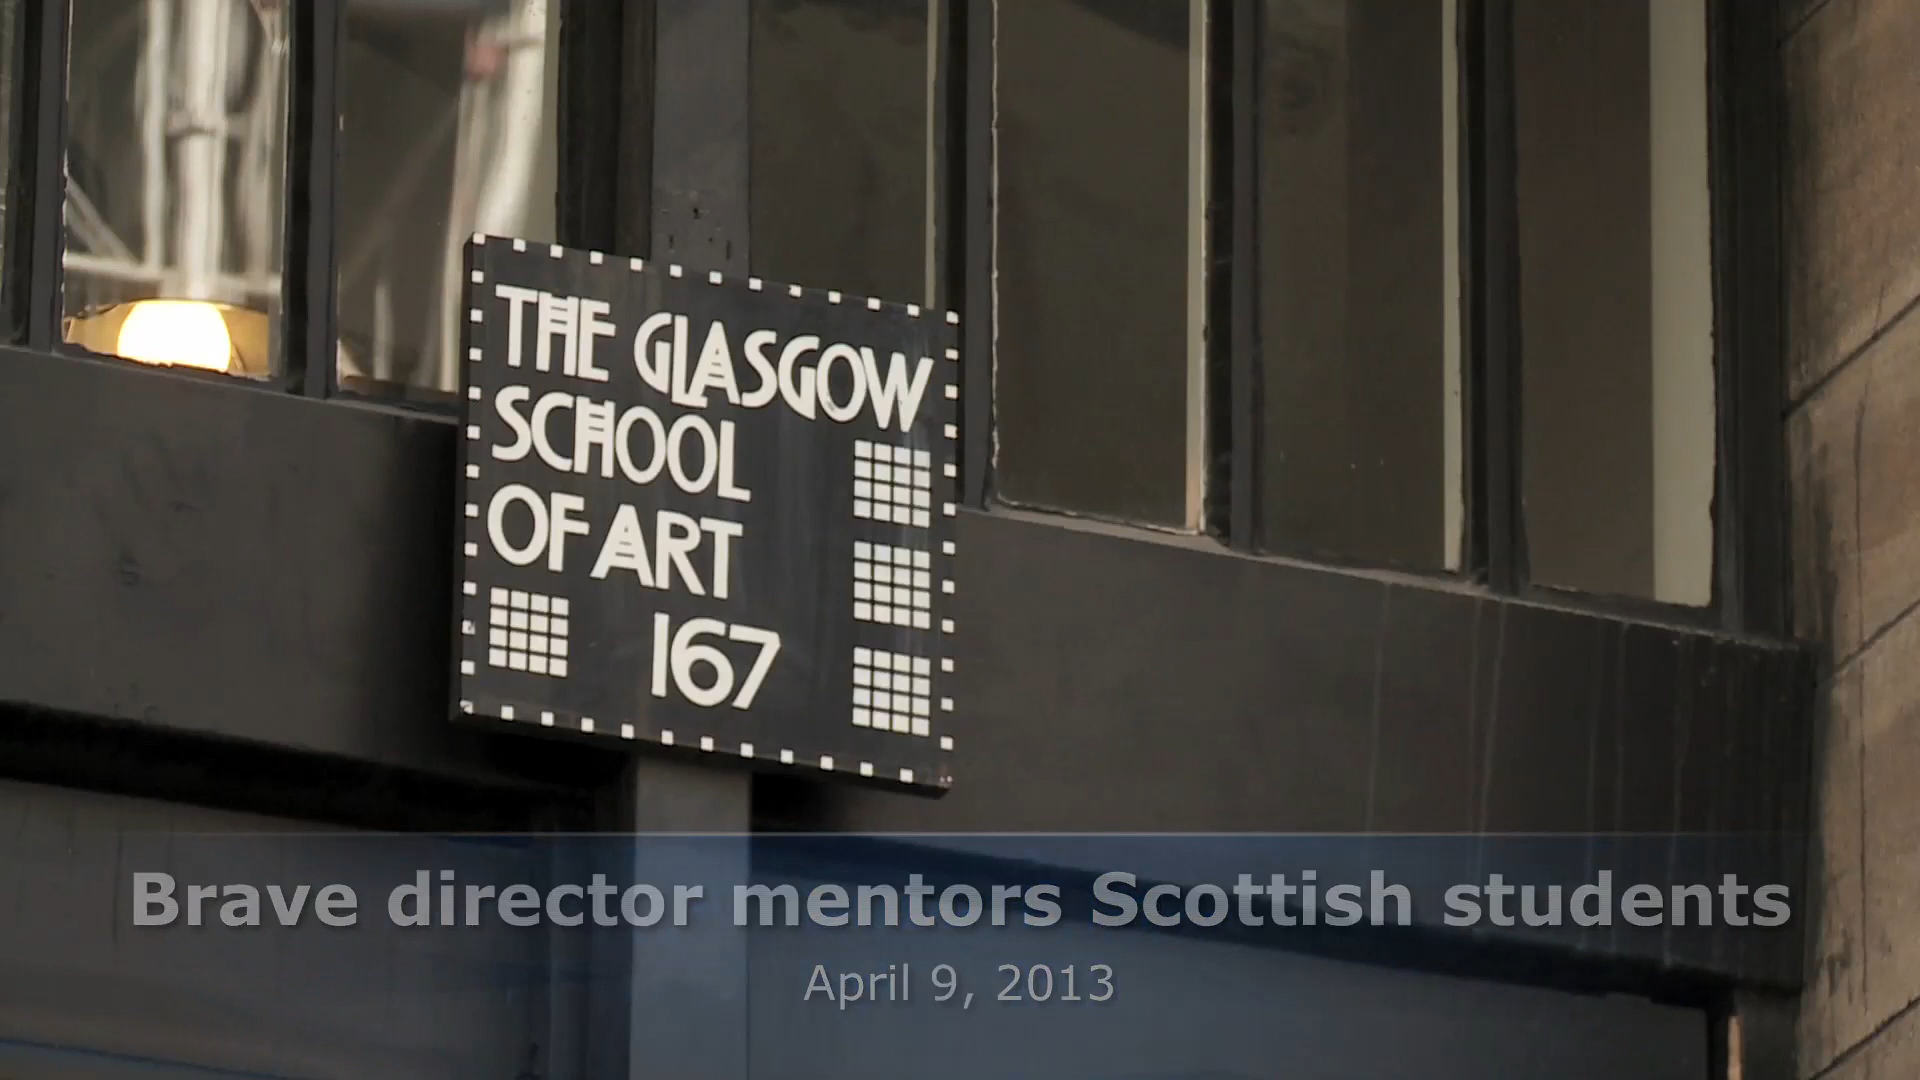 THE GLASGOW
SCHOOL
OF ART
167
Brave director mentors Scottish students
April 9, 2013